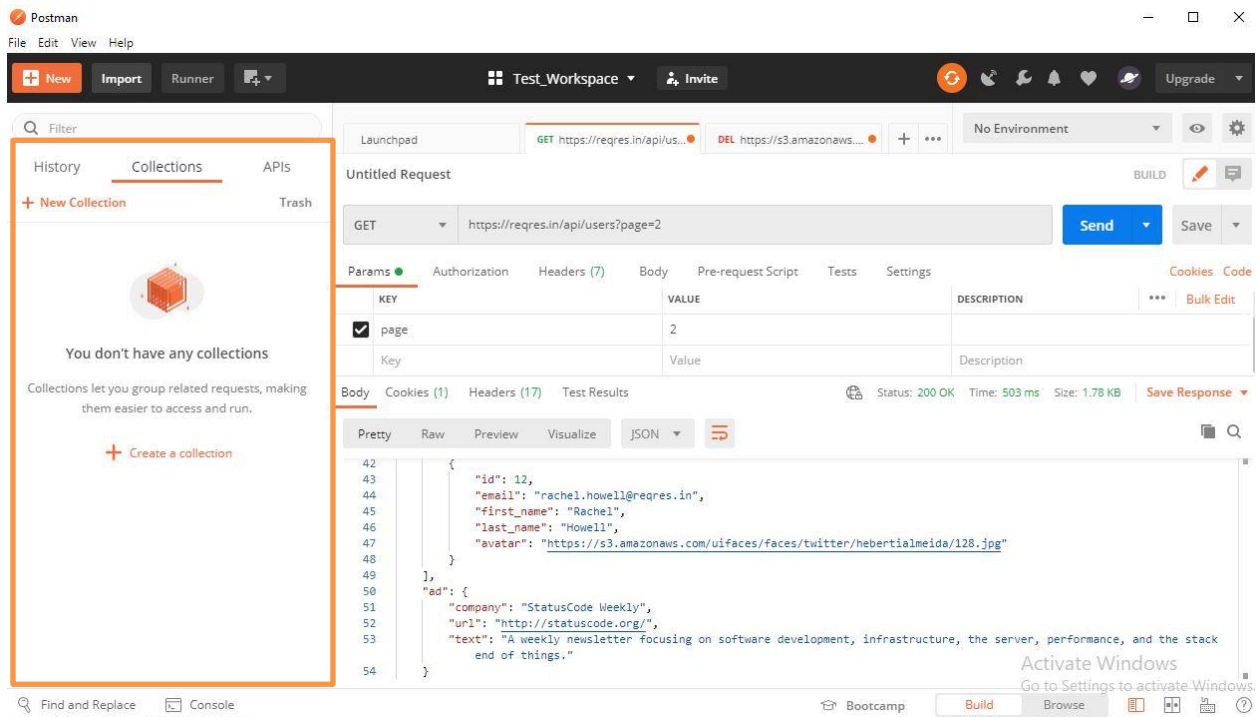 Postman
File Edit View Help
New Import Runner Test_Workspace Invite Upgrade
Filter
History Collections APIs
+ New Collection Trash
You don't have any collections
Collections let you group related requests, making
them easier to access and run.
+ Create a collection
Launchpad GET https://reqres.in/api/us... DEL https://s3.amazonaws.... + ••• No Environment
Untitled Request BUILD
GET https://reqres.in/api/users?page=2 Send Save
Params Authorization Headers (7) Body Pre-request Script Tests Settings Cookies Code
KEY VALUE DESCRIPTION ••• Bulk Edit
page 2
Key Value Description
Body Cookies (1) Headers (17) Test Results Status: 200 OK Time: 503 ms Size: 1.78 KB Save Response
Pretty Raw Preview Visualize JSON
42 {
43 "id": 12,
44 "email": "rachel.howell@reqres.in",
45 "first_name": "Rachel",
46 "last_name": "Howell",
47 "avatar": "https://s3.amazonaws.com/uifaces/faces/twitter/hebertialmeida/128.jpg"
48 }
49 ],
50 "ad": {
51 "company": "StatusCode Weekly",
52 "url": "http://statuscode.org/",
53 "text": "A weekly newsletter focusing on software development, infrastructure, the server, performance, and the stack
end of things."
54 }
Activate Windows
Go to Settings to activate Windows.
Find and Replace Console Bootcamp Build Browse